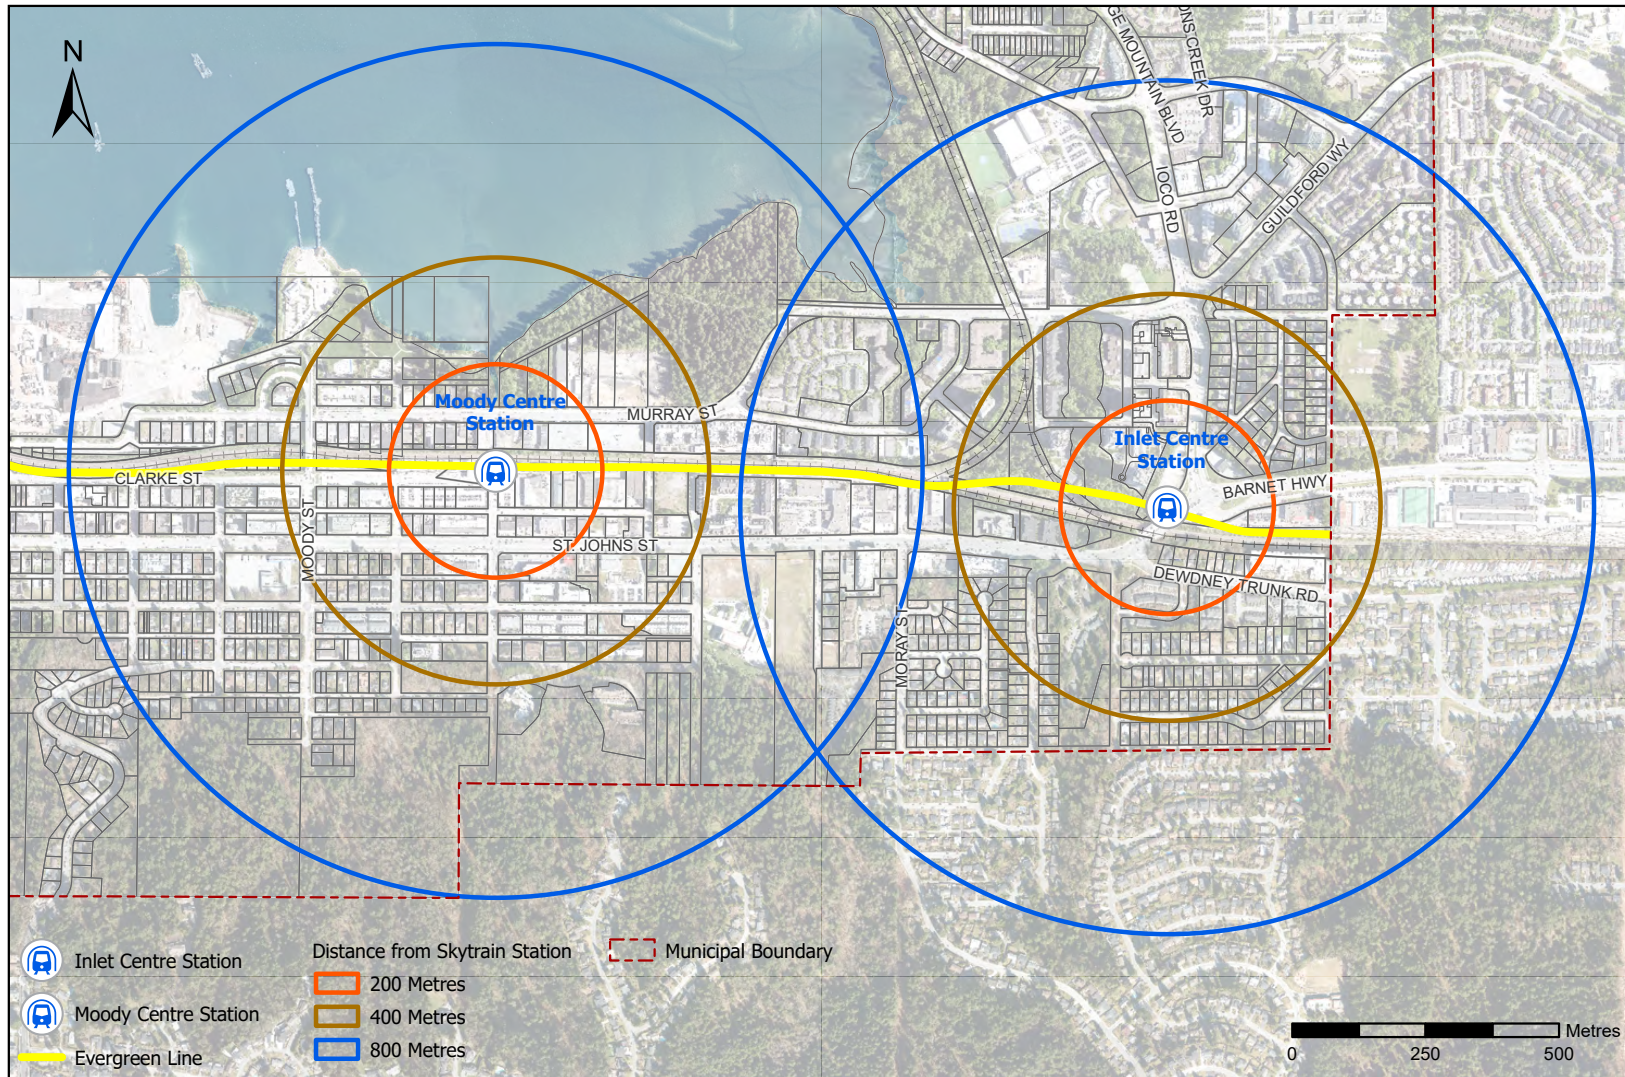 N
GE MOUNTAIN BLVD
ONS CREEK DR
IOCO RD
GUILDFORD WY
MURRAY ST
Moody Centre
Station
Inlet Centre
Station
CLARKE ST
BARNET HWY
MOODY ST
ST. JOHNS ST
DEWDNEY TRUNK RD
MORAY ST
Inlet Centre Station
Moody Centre Station
Evergreen Line
Distance from Skytrain Station
200 Metres
400 Metres
800 Metres
Municipal Boundary
Metres
0 250 500